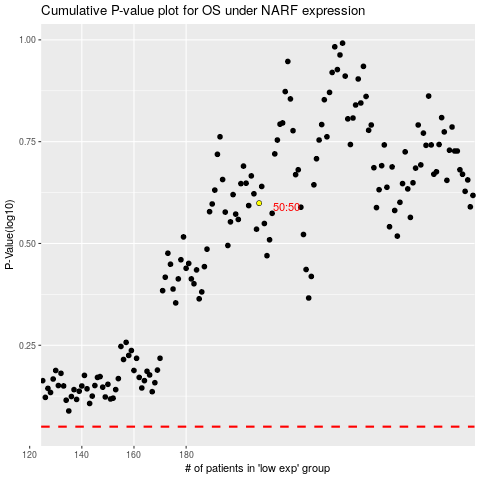 Cumulative P-value plot for OS under NARF expression
P-Value(log10)
1.00
0.75
0.50
0.25
50:50
120 140 160 180
# of patients in 'low exp' group